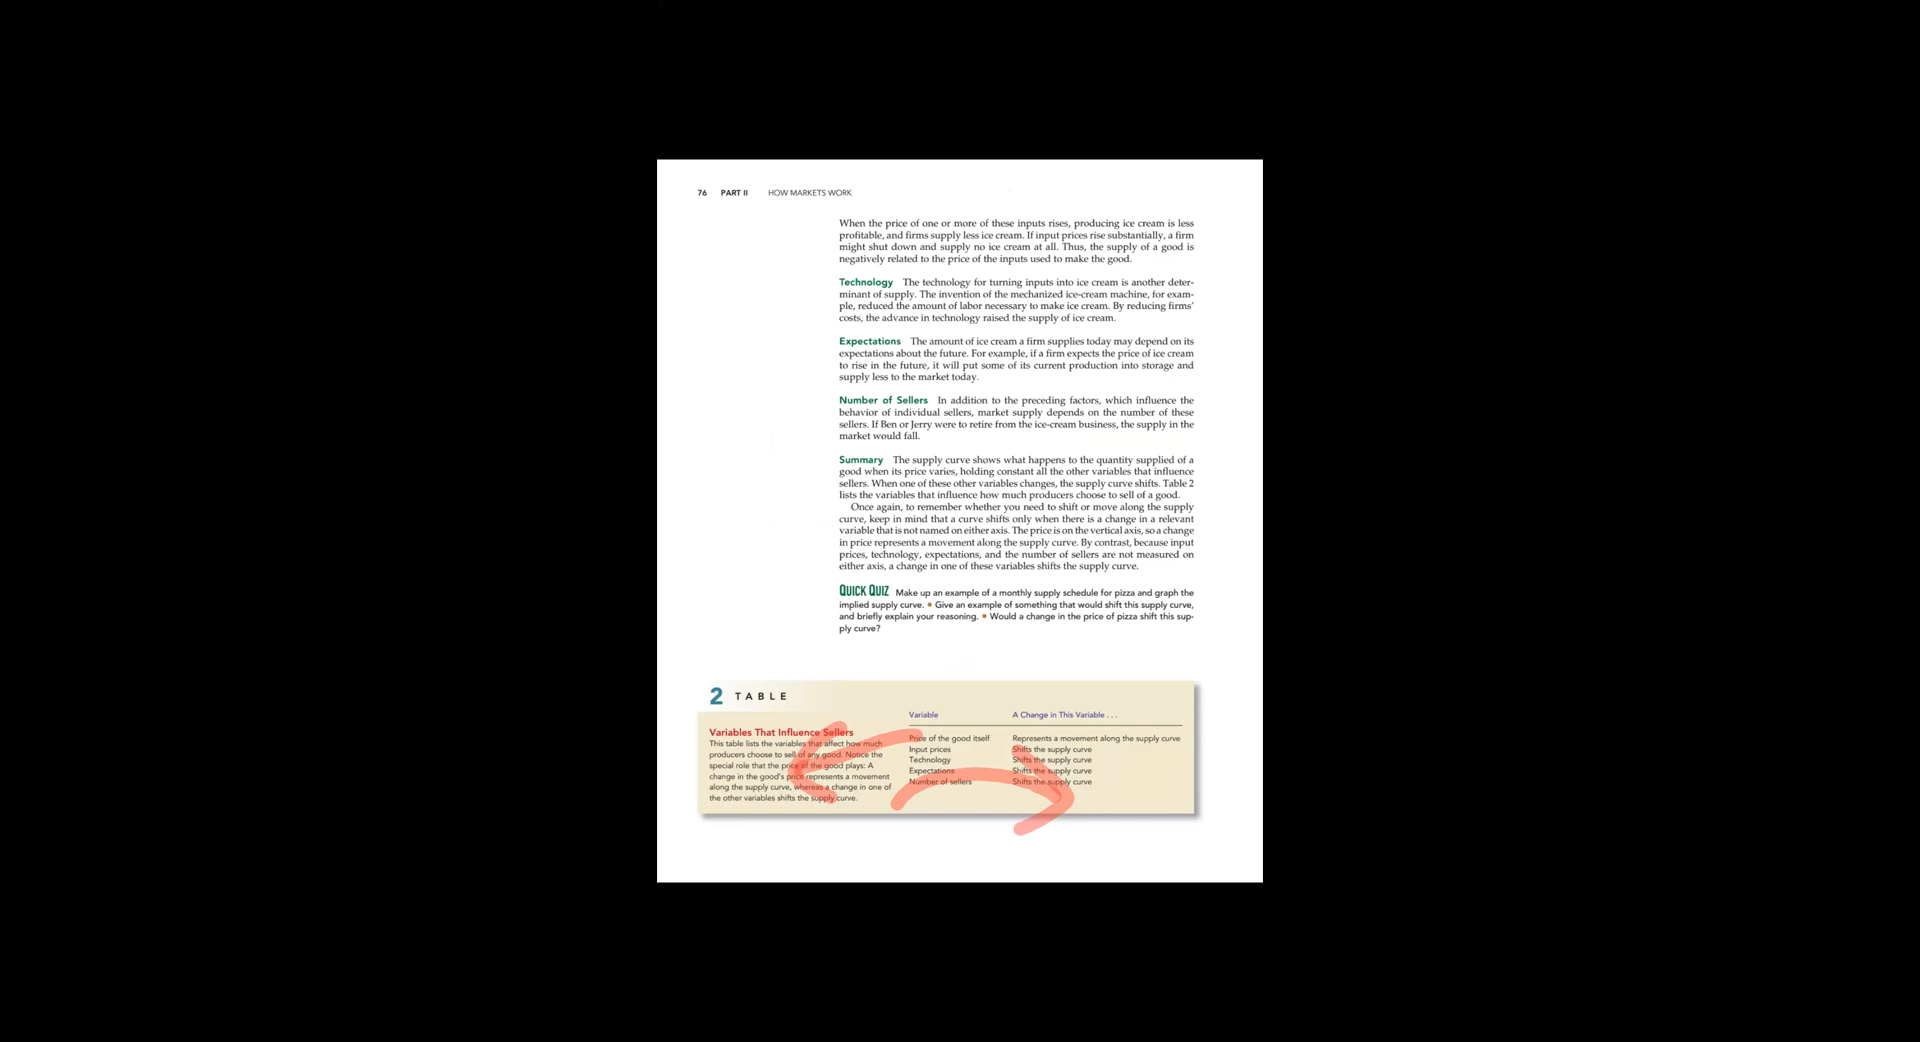 76 PART II HOW MARKETS WORK
When the price of one or more of these inputs rises, producing ice cream is less
profitable, and firms supply less ice cream. If input prices rise substantially, a firm
might shut down and supply no ice cream at all. Thus, the supply of a good is
negatively related to the price of the inputs used to make the good.
Technology The technology for turning inputs into ice cream is another deter-
minant of supply. The invention of the mechanized ice-cream machine, for exam-
ple, reduced the amount of labor necessary to make ice cream. By reducing firms'
costs, the advance in technology raised the supply of ice cream.
Expectations The amount of ice cream a firm supplies today may depend on its
expectations about the future. For example, if a firm expects the price of ice cream
to rise in the future, it will put some of its current production into storage and
supply less to the market today.
Number of Sellers In addition to the preceding factors, which influence the
behavior of individual sellers, market supply depends on the number of these
sellers. If Ben or Jerry were to retire from the ice-cream business, the supply in the
market would fall.
Summary The supply curve shows what happens to the quantity supplied of a
good when its price varies, holding constant all the other variables that influence
sellers. When one of these other variables changes, the supply curve shifts. Table 2
lists the variables that influence how much producers choose to sell of a good.
Once again, to remember whether you need to shift or move along the supply
curve, keep in mind that a curve shifts only when there is a change in a relevant
variable that is not named on either axis. The price is on the vertical axis, so a change
in price represents a movement along the supply curve. By contrast, because input
prices, technology, expectations, and the number of sellers are not measured on
either axis, a change in one of these variables shifts the supply curve.
QUICK QUIZ Make up an example of a monthly supply schedule for pizza and graph the
implied supply curve. • Give an example of something that would shift this supply curve,
and briefly explain your reasoning. • Would a change in the price of pizza shift this sup-
ply curve?
2 TABLE
Variables That Influence Sellers
This table lists the variables that affect how much
producers choose to sell of any good. Notice the
special role that the price of the good plays: A
change in the good's price represents a movement
along the supply curve, whereas a change in one of
the other variables shifts the supply curve.
Variable A Change in This Variable . . .
Price of the good itself Represents a movement along the supply curve
Input prices Shifts the supply curve
Technology Shifts the supply curve
Expectations Shifts the supply curve
Number of sellers Shifts the supply curve